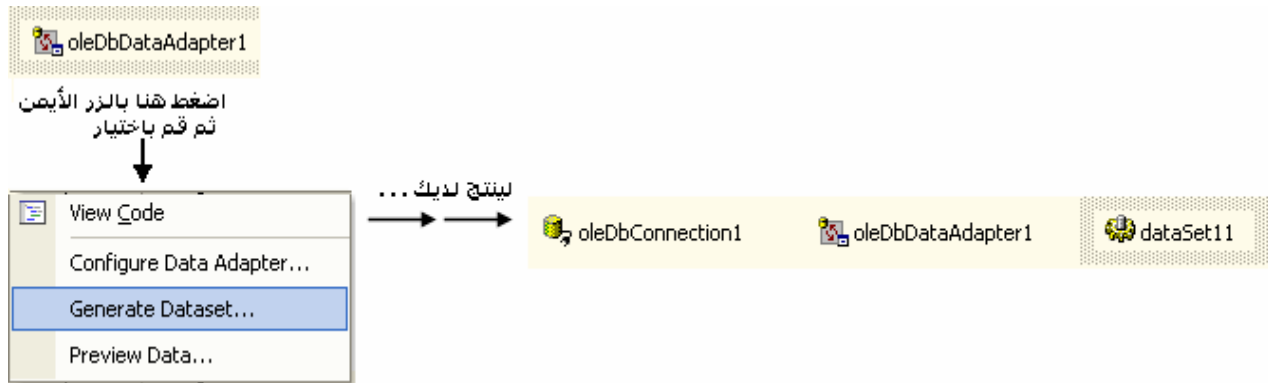 oleDbDataAdapter1
اضغط هنا بالزر الأيمن
ثم قم باختيار
View Code
Configure Data Adapter...
Generate Dataset...
Preview Data...
لينتج لديك ...
oleDbConnection1
oleDbDataAdapter1
dataSet11